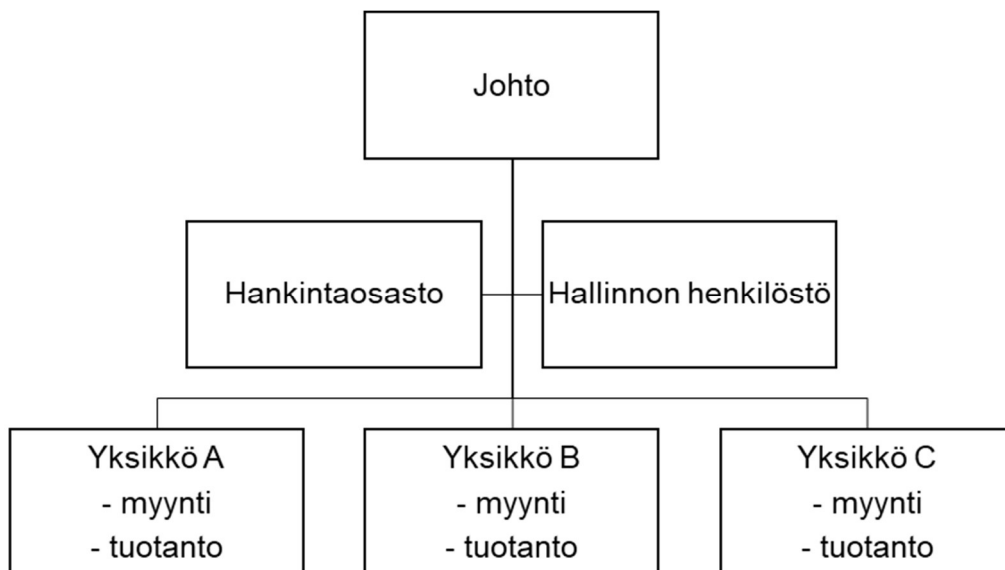 Johto
Hankintaosasto
Hallinnon henkilöstö
Yksikkö A
- myynti
- tuotanto
Yksikkö B
- myynti
- tuotanto
Yksikkö C
- myynti
- tuotanto